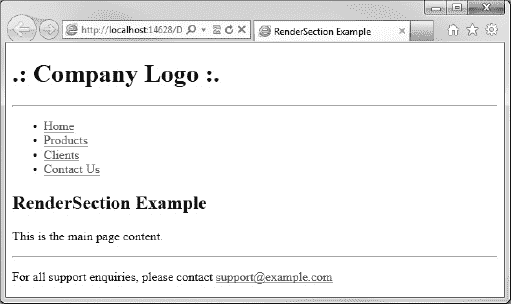 http://localhost:14628/D
RenderSection Example
.: Company Logo :.
• Home
• Products
• Clients
• Contact Us
RenderSection Example
This is the main page content.
For all support enquiries, please contact support@example.com